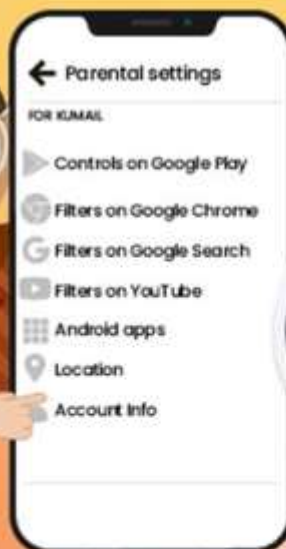 Parental settings
FOR KUMAIL
Controls on Google Play
Filters on Google Chrome
Filters on Google Search
Filters on YouTube
Android apps
Location
Account Info